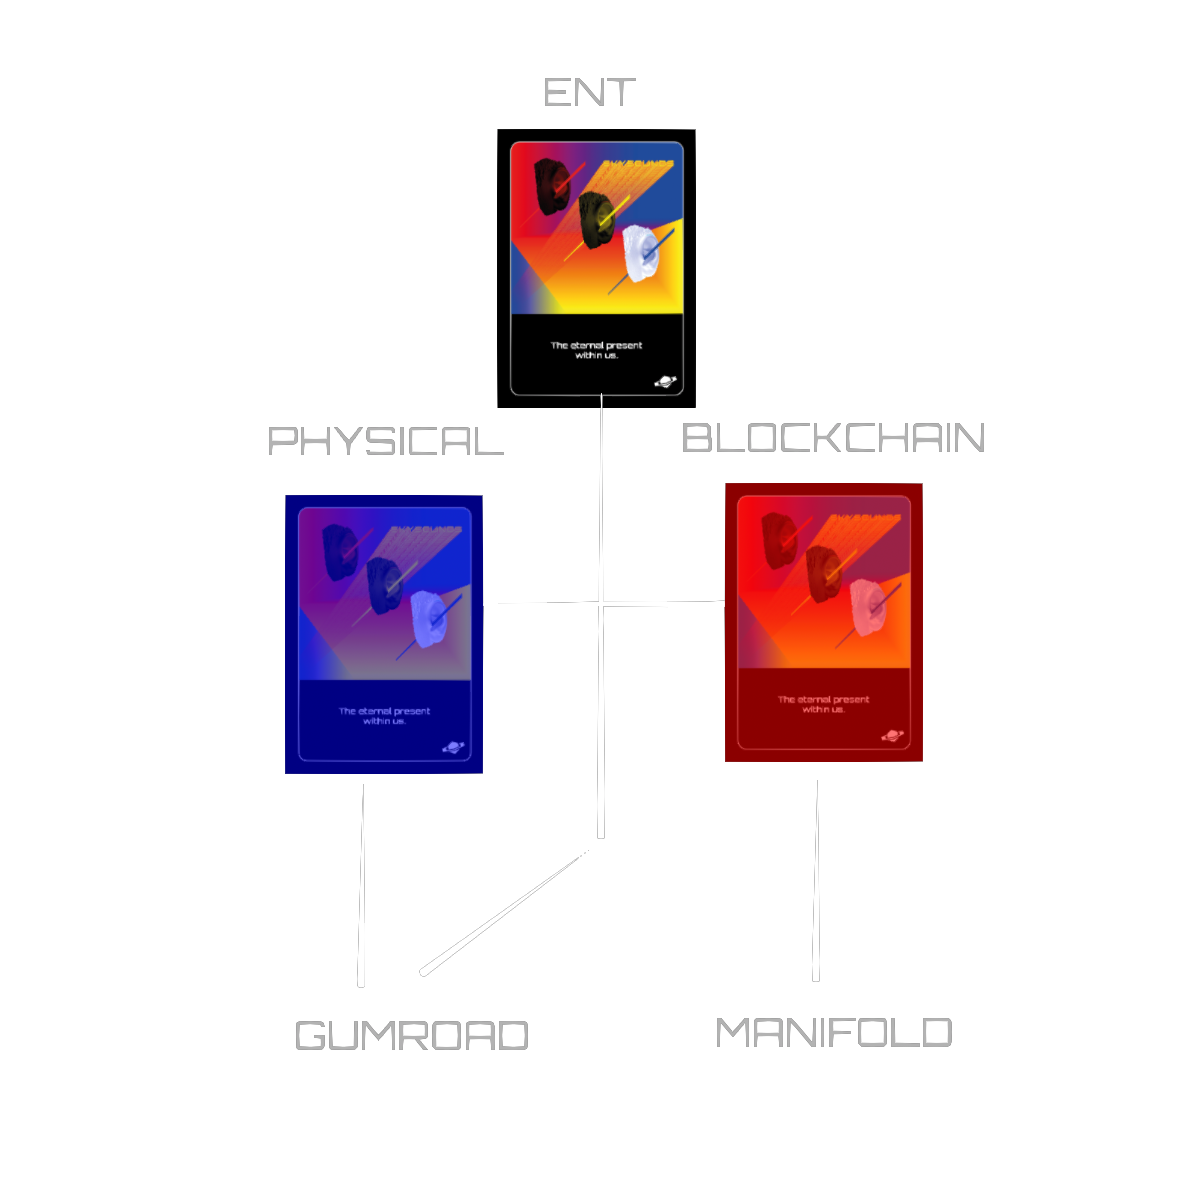 ENT
SKYSOUNDS
The eternal present
within us.
PHYSICAL
BLOCKCHAIN
SKYSOUNDS
SKYSOUNDS
The eternal present
within us.
The eternal present
within us.
GUMROAD
MANIFOLD